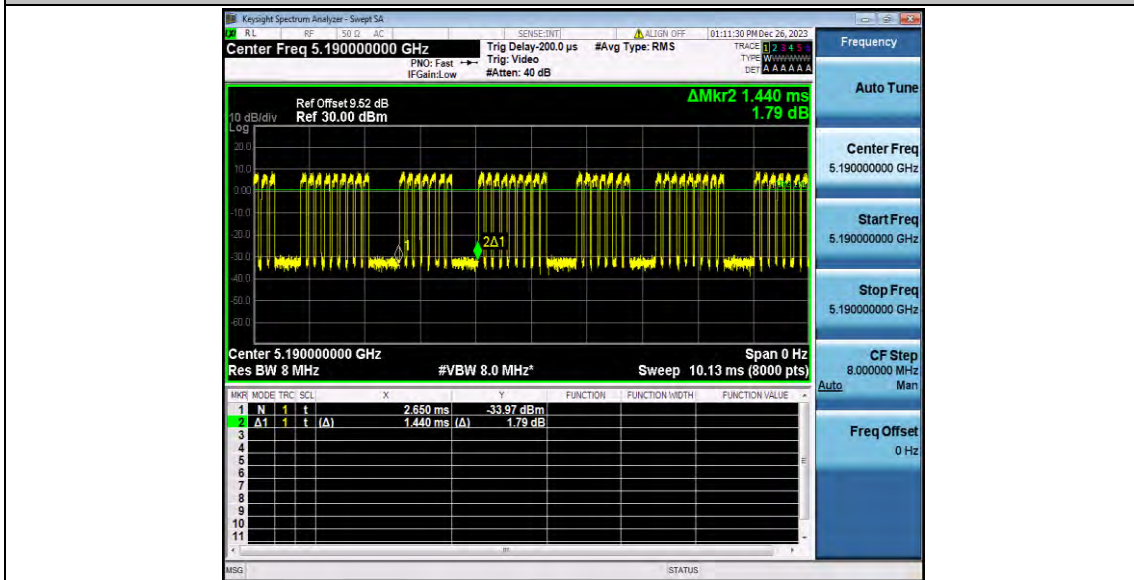 Keysight Spectrum Analyzer - Swept SA
RL RF 50 Ω AC SENSE:INT ALIGN OFF 01:11:30 PM Dec 26, 2023
Center Freq 5.190000000 GHz
PNO: Fast
IFGain:Low
Trig Delay-200.0 µs
Trig: Video
#Atten: 40 dB
#Avg Type: RMS
TRACE 1 2 3 4 5 6
TYPE WWWWWW
DET A A A A A A
Frequency
ΔMkr2 1.440 ms
1.79 dB
Ref Offset 9.52 dB
10 dB/div Ref 30.00 dBm
Log
20.0
10.0
0.00
-10.0
-20.0
-30.0
-40.0
-50.0
-60.0
1
2Δ1
Center 5.190000000 GHz Span 0 Hz
Res BW 8 MHz #VBW 8.0 MHz* Sweep 10.13 ms (8000 pts)
MKR MODE TRC SCL X Y FUNCTION FUNCTION WIDTH FUNCTION VALUE
1 N 1 t 2.650 ms -33.97 dBm
2 Δ1 1 t (Δ) 1.440 ms (Δ) 1.79 dB
3
4
5
6
7
8
9
10
11
MSG STATUS
Auto Tune
Center Freq
5.190000000 GHz
Start Freq
5.190000000 GHz
Stop Freq
5.190000000 GHz
CF Step
8.000000 MHz
Auto Man
Freq Offset
0 Hz